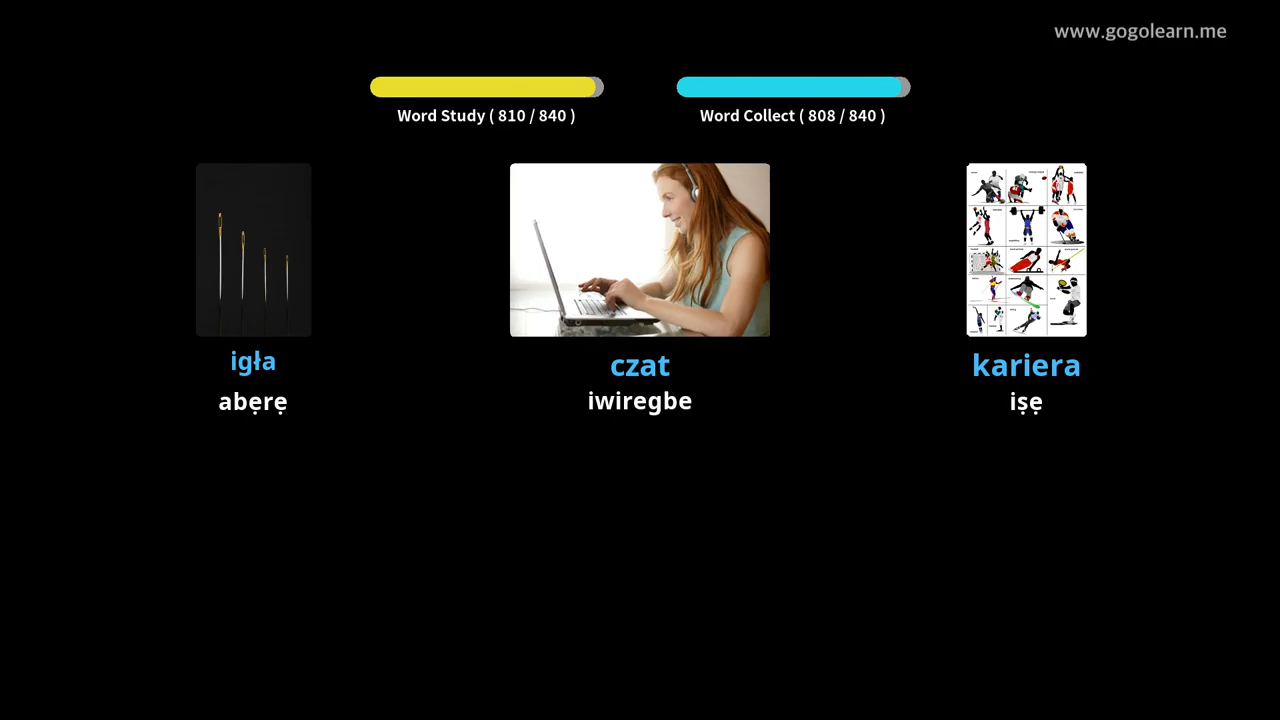 www.gogolearn.me
Word Study ( 810 / 840 )
Word Collect ( 808 / 840 )
igła
czat
kariera
abẹrẹ
iwiregbe
iṣẹ